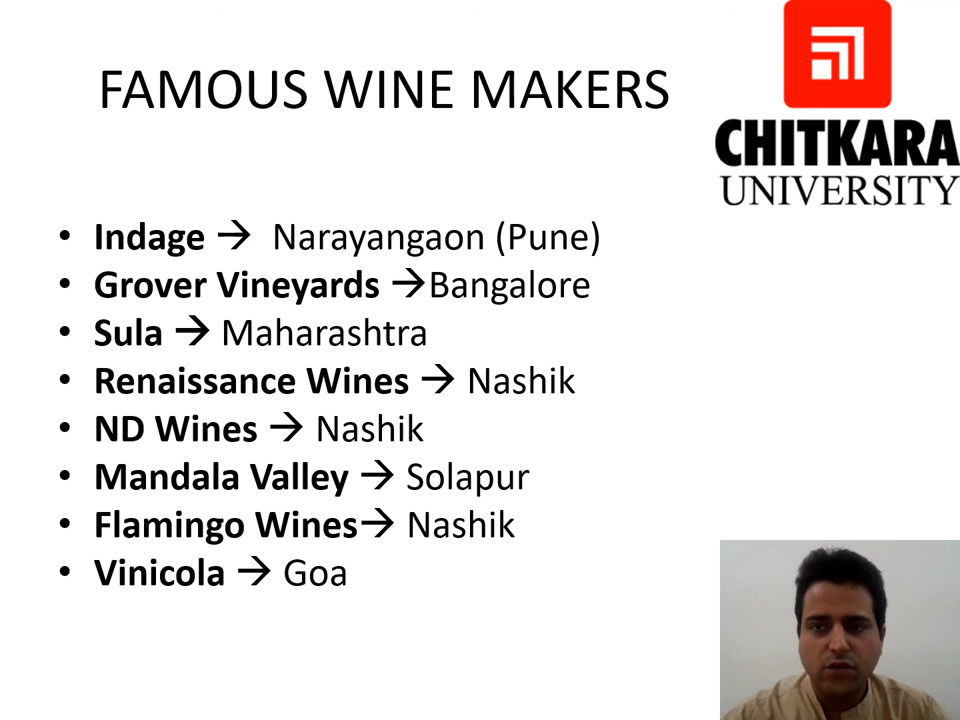 FAMOUS WINE MAKERS
CHITKARA
UNIVERSITY
• Indage → Narayangaon (Pune)
• Grover Vineyards →Bangalore
• Sula → Maharashtra
• Renaissance Wines → Nashik
• ND Wines → Nashik
• Mandala Valley → Solapur
• Flamingo Wines→ Nashik
• Vinicola → Goa